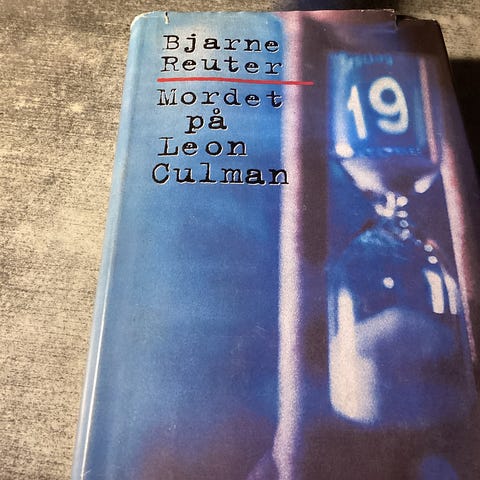 Bjarne
Reuter
Mordet
på
Leon
Culman
19